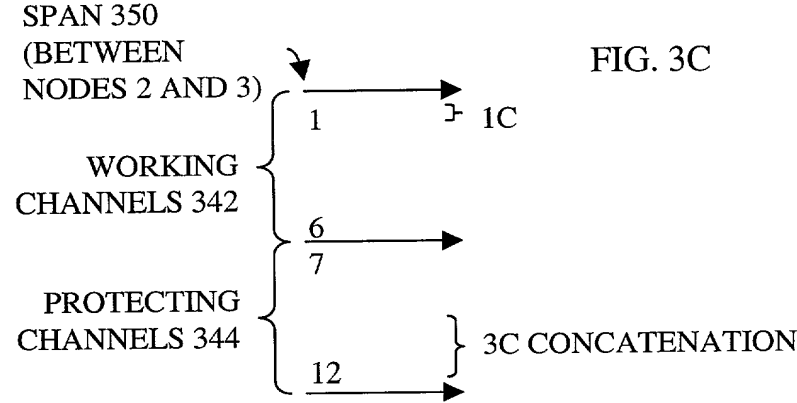 SPAN 350
(BETWEEN
NODES 2 AND 3)
FIG. 3C
1
1C
WORKING
CHANNELS 342
6
7
PROTECTING
CHANNELS 344
3C CONCATENATION
12